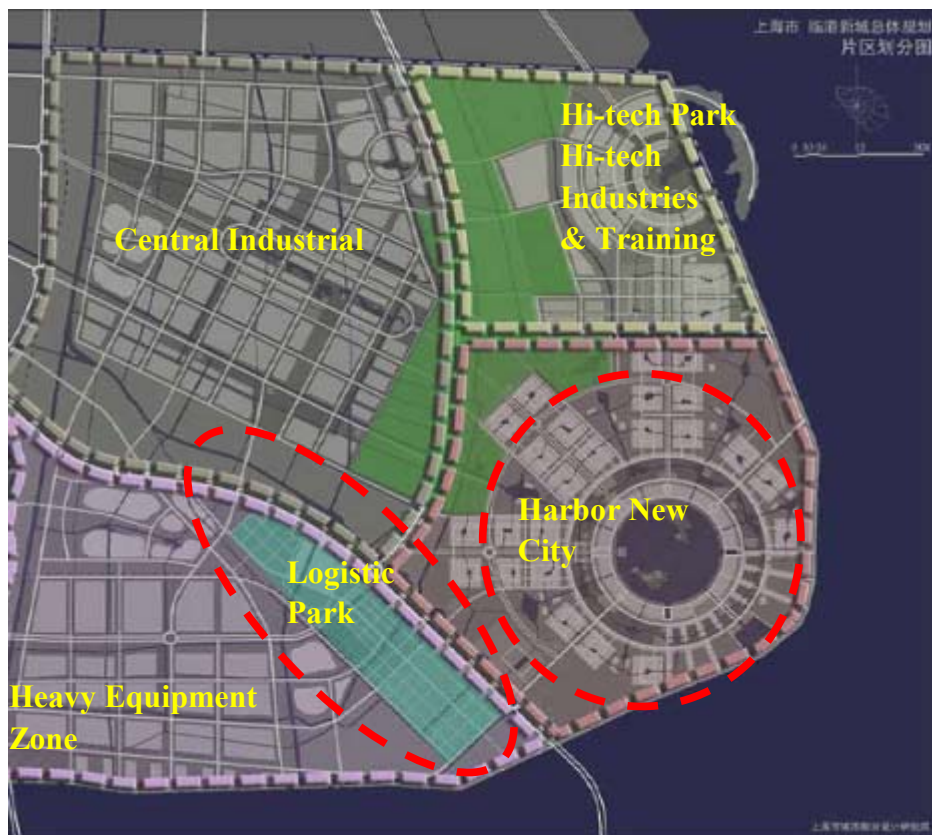 上海市 临港新城总体规划
片区划分图
Hi-tech Park
Hi-tech
Industries
& Training
Central Industrial
Harbor New
City
Logistic
Park
Heavy Equipment
Zone